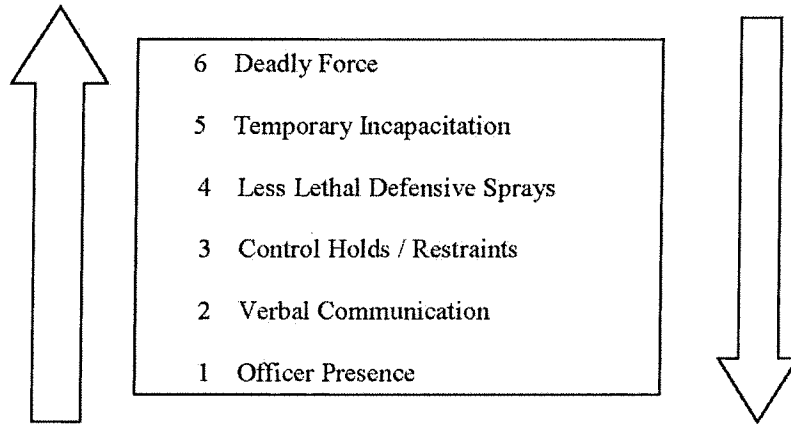 6 Deadly Force
5 Temporary Incapacitation
4 Less Lethal Defensive Sprays
3 Control Holds / Restraints
2 Verbal Communication
1 Officer Presence